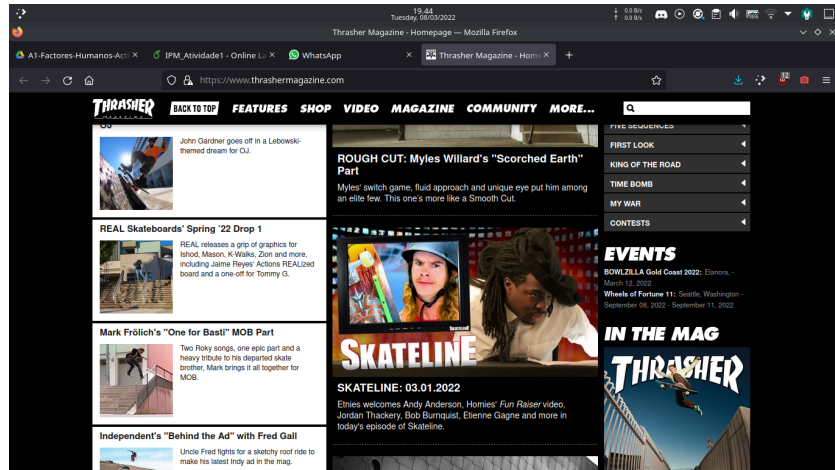 19.44
Tuesday, 08/03/2022
↑ 0.0 B/s
↓ 0.0 B/s
Thrasher Magazine - Homepage — Mozilla Firefox
A1-Factores-Humanos-Acti
IPM_Atividade1 - Online La
WhatsApp
Thrasher Magazine - Home
https://www.thrashermagazine.com
12
THRASHER
MAGAZINE
BACK TO TOP
FEATURES
SHOP
VIDEO
MAGAZINE
COMMUNITY
MORE...
OJ
John Gardner goes off in a Lebowski-
themed dream for OJ.
REAL Skateboards' Spring '22 Drop 1
REAL releases a grip of graphics for
Ishod, Mason, K-Walks, Zion and more,
including Jaime Reyes' Actions REALized
board and a one-off for Tommy G.
Mark Frölich's "One for Basti" MOB Part
Two Roky songs, one epic part and a
heavy tribute to his departed skate
brother, Mark brings it all together for
MOB.
Independent's "Behind the Ad" with Fred Gall
Uncle Fred fights for a sketchy roof ride to
make his latest Indy ad in the mag.
ROUGH CUT: Myles Willard's "Scorched Earth"
Part
Myles' switch game, fluid approach and unique eye put him among
an elite few. This one's more like a Smooth Cut.
SKATELINE
SKATELINE
SKATELINE: 03.01.2022
Etnies welcomes Andy Anderson, Homies' Fun Raiser video,
Jordan Thackery, Bob Burnquist, Etienne Gagne and more in
today's episode of Skateline.
FIVE SEQUENCES
FIRST LOOK
KING OF THE ROAD
TIME BOMB
MY WAR
CONTESTS
EVENTS
BOWLZILLA Gold Coast 2022: Elanora, -
March 12, 2022
Wheels of Fortune 11: Seattle, Washington -
September 08, 2022 - September 11, 2022
IN THE MAG
THRASHER